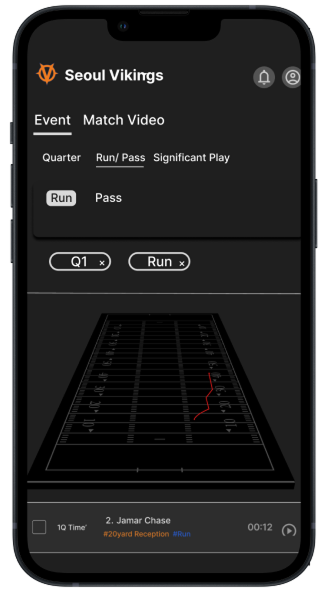 Seoul Vikings
Event Match Video
Quarter Run/ Pass Significant Play
Run Pass
Q1 × Run ×
1Q Time' 2. Jamar Chase 00:12
#20yard Reception #Run